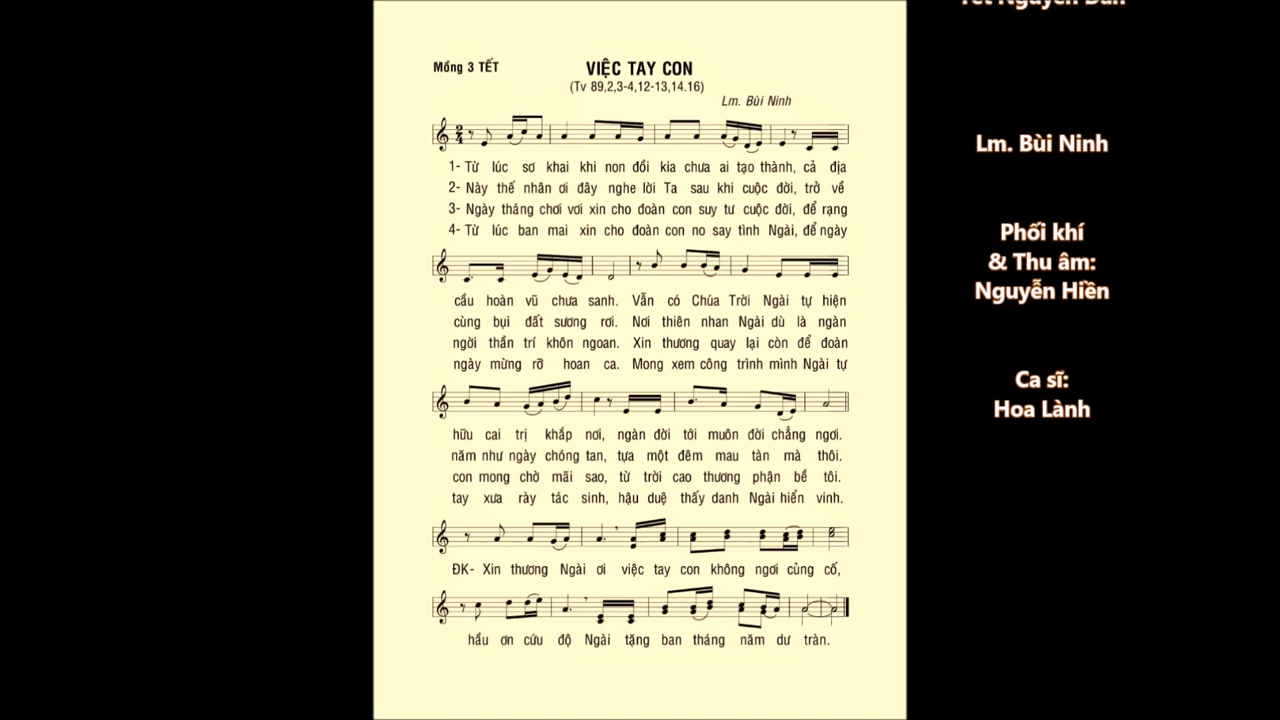 Mồng 3 TẾT
VIỆC TAY CON
(Tv 89,2,3-4,12-13,14.16)
Lm. Bùi Ninh
1- Từ lúc sơ khai khi non đồi kia chưa ai tạo thành, cả địa
2- Này thế nhân ơi đây nghe lời Ta sau khi cuộc đời, trở về
3- Ngày tháng chơi vơi xin cho đoàn con suy tư cuộc đời, để rạng
4- Từ lúc ban mai xin cho đoàn con no say tình Ngài, để ngày
cầu hoàn vũ chưa sanh. Vẫn có Chúa Trời Ngài tự hiện
cùng bụi đất sương rơi. Nơi thiên nhan Ngài dù là ngàn
ngời thần trí khôn ngoan. Xin thương quay lại còn để đoàn
ngày mừng rỡ hoan ca. Mong xem công trình mình Ngài tự
hữu cai trị khắp nơi, ngàn đời tới muôn đời chẳng ngơi.
năm như ngày chóng tan, tựa một đêm mau tàn mà thôi.
con mong chờ mãi sao, từ trời cao thương phận bề tôi.
tay xưa rày tác sinh, hậu duệ thấy danh Ngài hiển vinh.
ĐK- Xin thương Ngài ơi việc tay con không ngơi củng cố,
hầu ơn cứu độ Ngài tặng ban tháng năm dư tràn.
Tết Nguyên Đán
Lm. Bùi Ninh
Phối khí
& Thu âm:
Nguyễn Hiền
Ca sĩ:
Hoa Lành